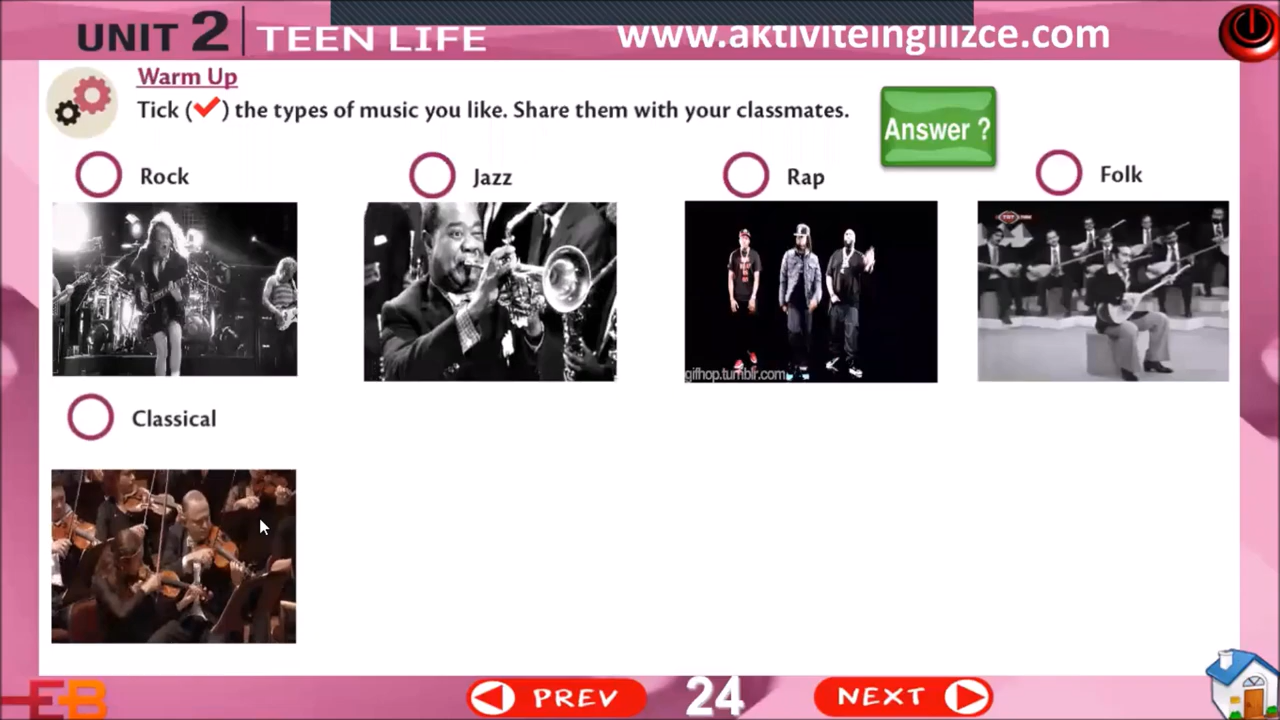 UNIT 2 TEEN LIFE
www.aktiviteingilizce.com
Warm Up
Tick (✔) the types of music you like. Share them with your classmates.
Answer ?
Rock
Jazz
Rap
Folk
gifhop.tumblr.com
Classical
EB
PREV
24
NEXT